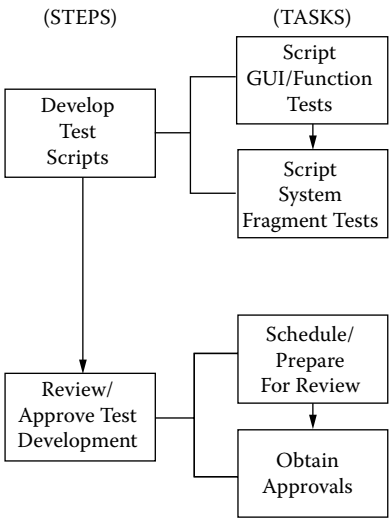 (STEPS)
(TASKS)
Develop
Test
Scripts
Script
GUI/Function
Tests
Script
System
Fragment Tests
Review/
Approve Test
Development
Schedule/
Prepare
For Review
Obtain
Approvals